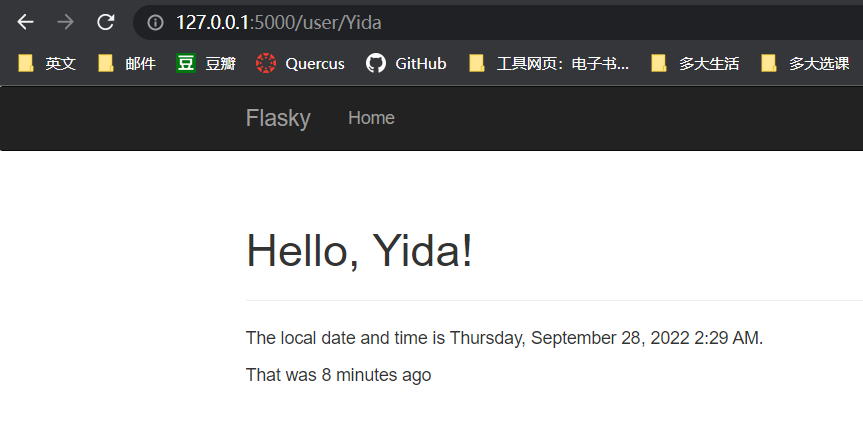 127.0.0.1:5000/user/Yida
英文 邮件 豆 豆瓣 Quercus GitHub 工具网页：电子书... 多大生活 多大选课
Flasky Home
Hello, Yida!
The local date and time is Thursday, September 28, 2022 2:29 AM.
That was 8 minutes ago